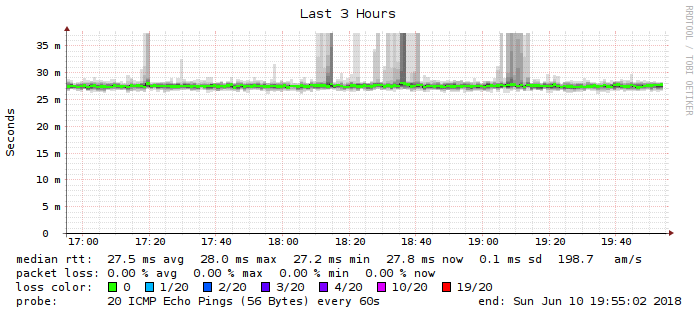 Last 3 Hours
RRDTOOL / TOBI OETIKER
Seconds
35 m
30 m
25 m
20 m
15 m
10 m
5 m
0
17:00 17:20 17:40 18:00 18:20 18:40 19:00 19:20 19:40
median rtt: 27.5 ms avg 28.0 ms max 27.2 ms min 27.8 ms now 0.1 ms sd 198.7 am/s
packet loss: 0.00 % avg 0.00 % max 0.00 % min 0.00 % now
loss color: 0 1/20 2/20 3/20 4/20 10/20 19/20
probe: 20 ICMP Echo Pings (56 Bytes) every 60s end: Sun Jun 10 19:55:02 2018